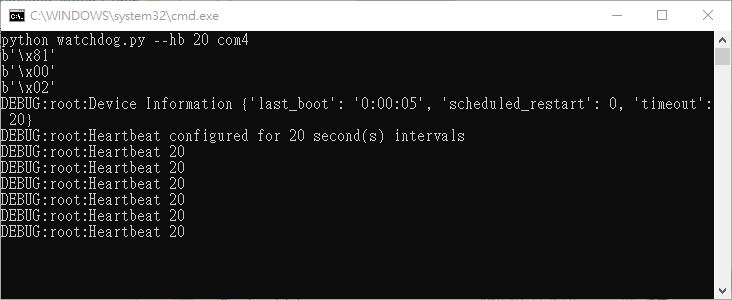 C:\WINDOWS\system32\cmd.exe
python watchdog.py --hb 20 com4
b'\x81'
b'\x00'
b'\x02'
DEBUG:root:Device Information {'last_boot': '0:00:05', 'scheduled_restart': 0, 'timeout':
 20}
DEBUG:root:Heartbeat configured for 20 second(s) intervals
DEBUG:root:Heartbeat 20
DEBUG:root:Heartbeat 20
DEBUG:root:Heartbeat 20
DEBUG:root:Heartbeat 20
DEBUG:root:Heartbeat 20
DEBUG:root:Heartbeat 20